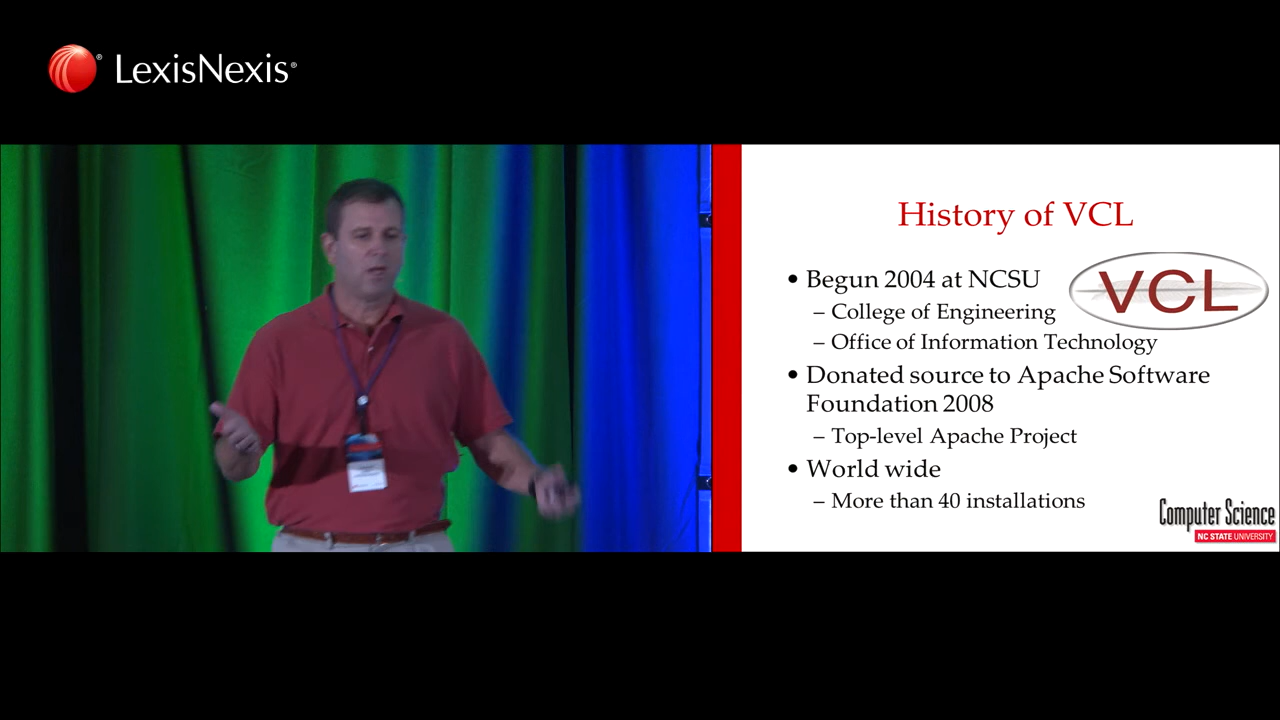 LexisNexis®
History of VCL
• Begun 2004 at NCSU
VCL
– College of Engineering
– Office of Information Technology
• Donated source to Apache Software
Foundation 2008
– Top-level Apache Project
• World wide
– More than 40 installations
Computer Science
NC STATE UNIVERSITY